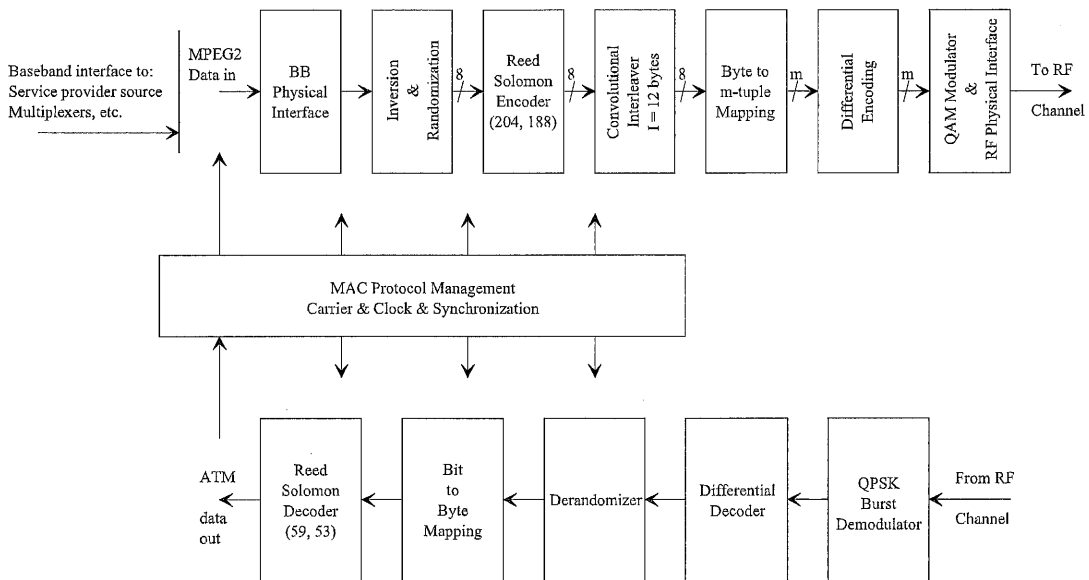 Baseband interface to:
Service provider source
Multiplexers, etc.
MPEG2
Data in
BB
Physical
Interface
Inversion
&
Randomization
8
Reed
Solomon
Encoder
(204, 188)
8
Convolutional
Interleaver
I = 12 bytes
8
Byte to
m-tuple
Mapping
m
Differential
Encoding
m
QAM Modulator
&
RF Physical Interface
To RF
Channel
MAC Protocol Management
Carrier & Clock & Synchronization
ATM
data
out
Reed
Solomon
Decoder
(59, 53)
Bit
to
Byte
Mapping
Derandomizer
Differential
Decoder
QPSK
Burst
Demodulator
From RF
Channel